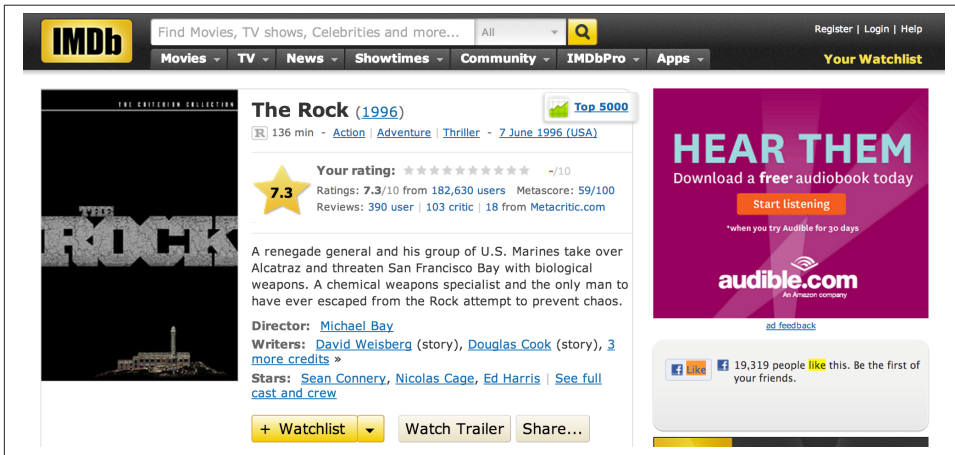 IMDb
Find Movies, TV shows, Celebrities and more...
All
Register | Login | Help
Movies
TV
News
Showtimes
Community
IMDbPro
Apps
Your Watchlist
THE CRITERION COLLECTION
THE
ROCK
The Rock (1996)
Top 5000
R 136 min - Action | Adventure | Thriller - 7 June 1996 (USA)
7.3
Your rating: -/10
Ratings: 7.3/10 from 182,630 users Metascore: 59/100
Reviews: 390 user | 103 critic | 18 from Metacritic.com
A renegade general and his group of U.S. Marines take over
Alcatraz and threaten San Francisco Bay with biological
weapons. A chemical weapons specialist and the only man to
have ever escaped from the Rock attempt to prevent chaos.
Director: Michael Bay
Writers: David Weisberg (story), Douglas Cook (story), 3
more credits »
Stars: Sean Connery, Nicolas Cage, Ed Harris | See full
cast and crew
+ Watchlist
Watch Trailer
Share...
HEAR THEM
Download a free* audiobook today
Start listening
*when you try Audible for 30 days
audible.com
An Amazon company
ad feedback
Like
19,319 people like this. Be the first of
your friends.